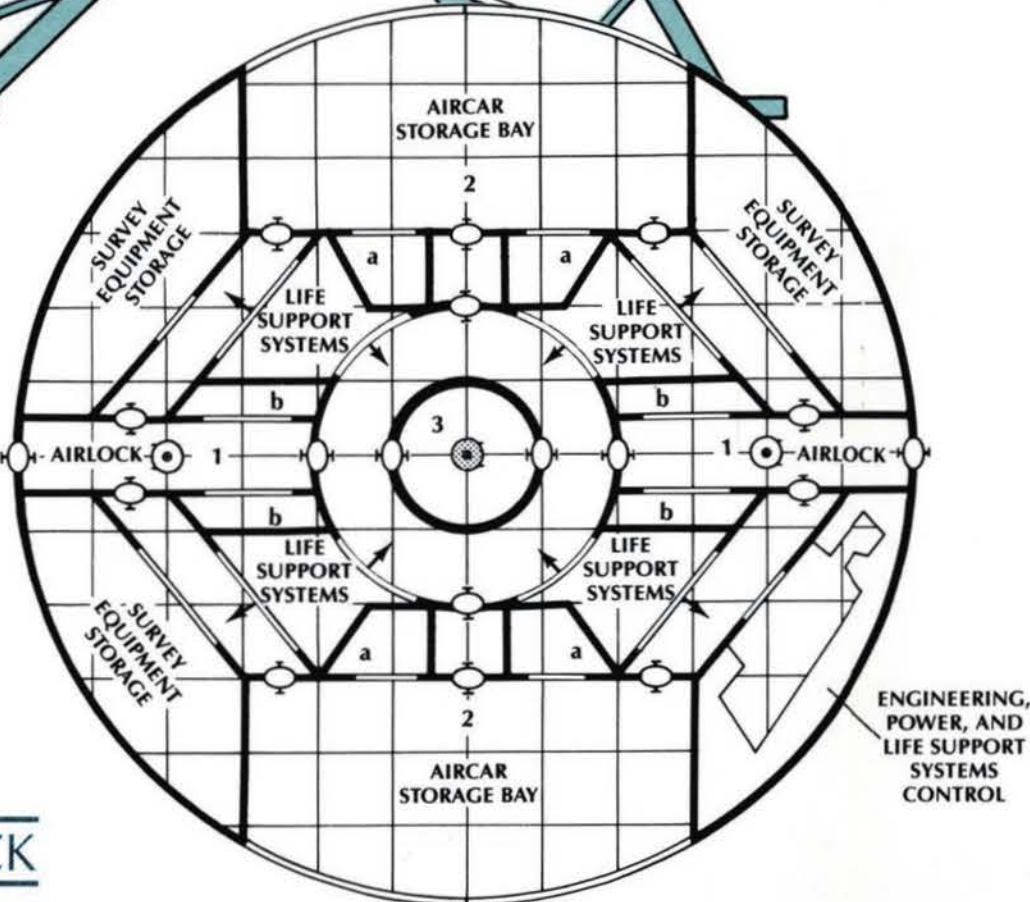 AIRCAR
STORAGE BAY
2
SURVEY
EQUIPMENT
STORAGE
SURVEY
EQUIPMENT
STORAGE
a
a
LIFE
SUPPORT
SYSTEMS
LIFE
SUPPORT
SYSTEMS
b
b
3
AIRLOCK
1
1
AIRLOCK
b
b
LIFE
SUPPORT
SYSTEMS
LIFE
SUPPORT
SYSTEMS
SURVEY
EQUIPMENT
STORAGE
a
a
2
AIRCAR
STORAGE BAY
ENGINEERING,
POWER, AND
LIFE SUPPORT
SYSTEMS
CONTROL
CK